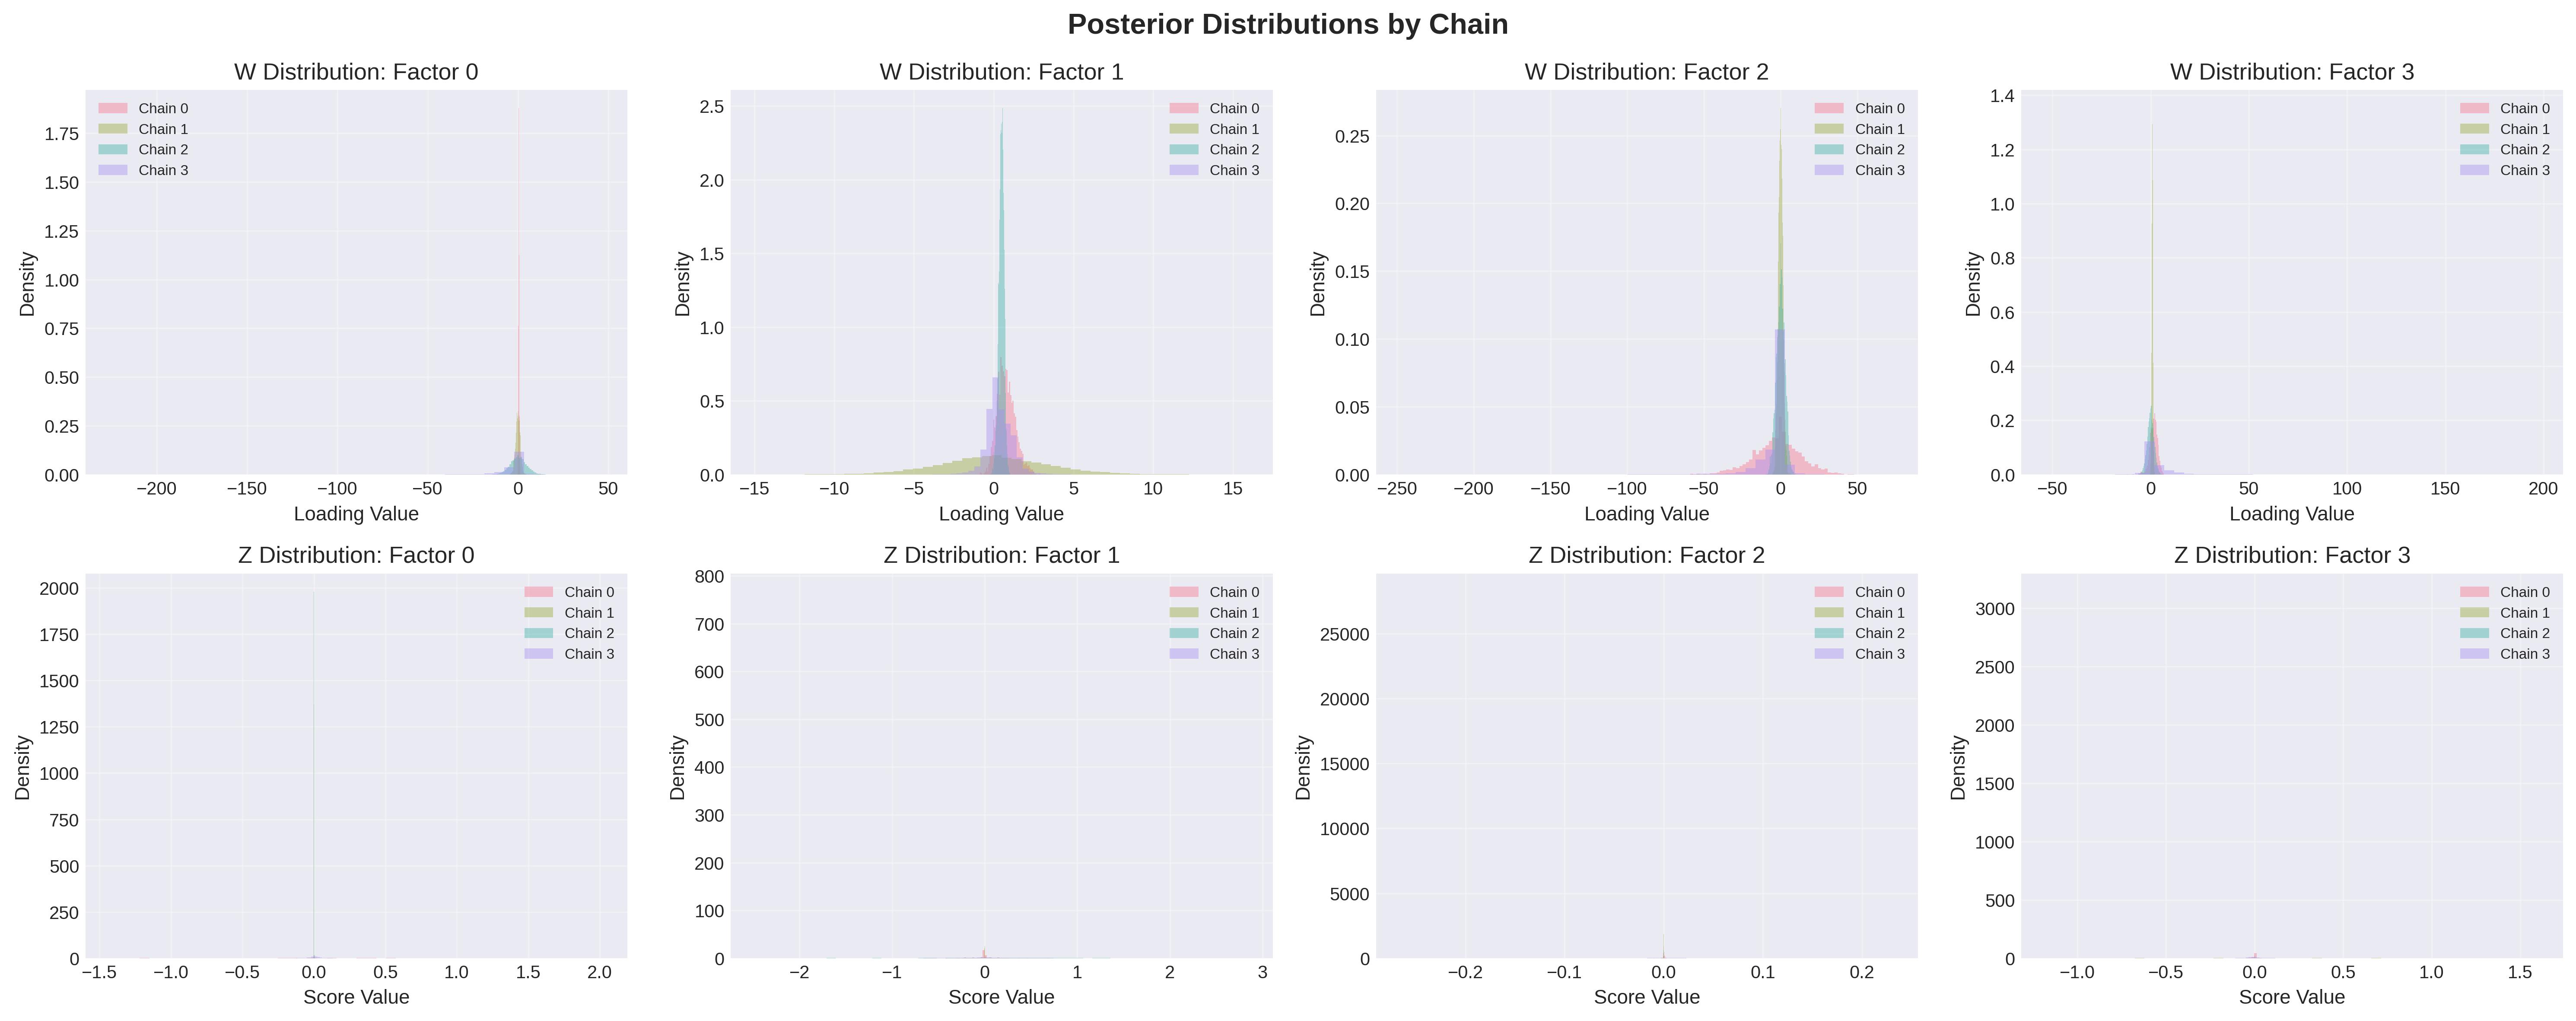 Posterior Distributions by Chain
W Distribution: Factor 0
Density
1.75
1.50
1.25
1.00
0.75
0.50
0.25
0.00
Chain 0
Chain 1
Chain 2
Chain 3
−200 −150 −100 −50 0 50
Loading Value
W Distribution: Factor 1
Density
2.5
2.0
1.5
1.0
0.5
0.0
Chain 0
Chain 1
Chain 2
Chain 3
−15 −10 −5 0 5 10 15
Loading Value
W Distribution: Factor 2
Density
0.25
0.20
0.15
0.10
0.05
0.00
Chain 0
Chain 1
Chain 2
Chain 3
−250 −200 −150 −100 −50 0 50
Loading Value
W Distribution: Factor 3
Density
1.4
1.2
1.0
0.8
0.6
0.4
0.2
0.0
Chain 0
Chain 1
Chain 2
Chain 3
−50 0 50 100 150 200
Loading Value
Z Distribution: Factor 0
Density
2000
1750
1500
1250
1000
750
500
250
0
Chain 0
Chain 1
Chain 2
Chain 3
−1.5 −1.0 −0.5 0.0 0.5 1.0 1.5 2.0
Score Value
Z Distribution: Factor 1
Density
800
700
600
500
400
300
200
100
0
Chain 0
Chain 1
Chain 2
Chain 3
−2 −1 0 1 2 3
Score Value
Z Distribution: Factor 2
Density
25000
20000
15000
10000
5000
0
Chain 0
Chain 1
Chain 2
Chain 3
−0.2 −0.1 0.0 0.1 0.2
Score Value
Z Distribution: Factor 3
Density
3000
2500
2000
1500
1000
500
0
Chain 0
Chain 1
Chain 2
Chain 3
−1.0 −0.5 0.0 0.5 1.0 1.5
Score Value